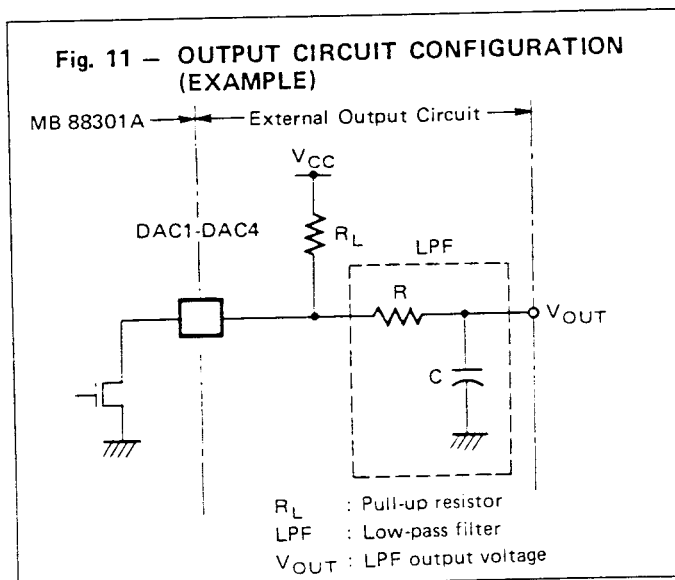 Fig. 11 – OUTPUT CIRCUIT CONFIGURATION
(EXAMPLE)
MB 88301A
External Output Circuit
VCC
DAC1-DAC4
RL
LPF
R
VOUT
C
RL : Pull-up resistor
LPF : Low-pass filter
VOUT : LPF output voltage